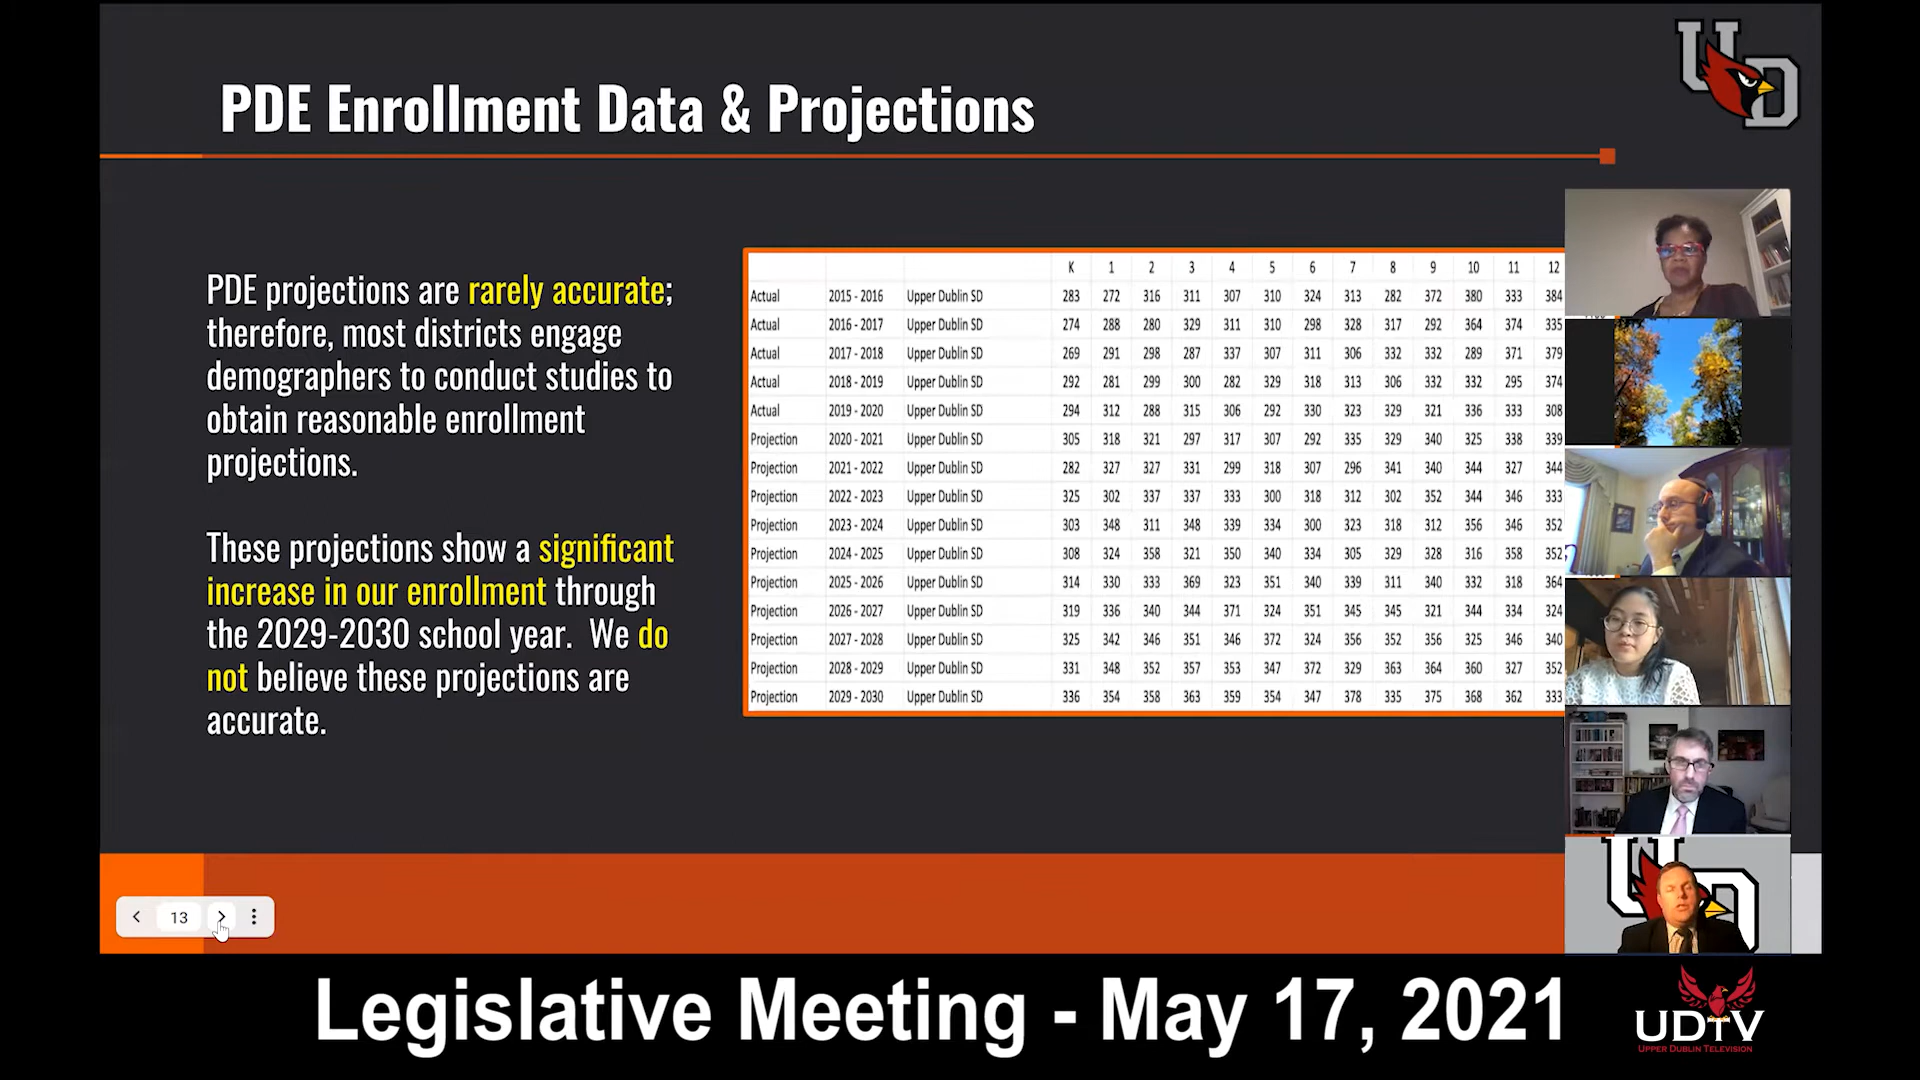 PDE Enrollment Data & Projections
UD
PDE projections are rarely accurate;
therefore, most districts engage
demographers to conduct studies to
obtain reasonable enrollment
projections.
These projections show a significant
increase in our enrollment through
the 2029-2030 school year. We do
not believe these projections are
accurate.
K 1 2 3 4 5 6 7 8 9 10 11 12
Actual 2015 - 2016 Upper Dublin SD 283 272 316 311 307 310 324 313 282 372 380 333 384
Actual 2016 - 2017 Upper Dublin SD 274 288 280 329 311 310 298 328 317 292 364 374 335
Actual 2017 - 2018 Upper Dublin SD 269 291 298 287 337 307 311 306 332 332 289 371 379
Actual 2018 - 2019 Upper Dublin SD 292 281 299 300 282 329 318 313 306 332 332 295 374
Actual 2019 - 2020 Upper Dublin SD 294 312 288 315 306 292 330 323 329 321 336 333 308
Projection 2020 - 2021 Upper Dublin SD 305 318 321 297 317 307 292 335 329 340 325 338 339
Projection 2021 - 2022 Upper Dublin SD 282 327 327 331 299 318 307 296 341 340 344 327 344
Projection 2022 - 2023 Upper Dublin SD 325 302 337 337 333 300 318 312 302 352 344 346 333
Projection 2023 - 2024 Upper Dublin SD 303 348 311 348 339 334 300 323 318 312 356 346 352
Projection 2024 - 2025 Upper Dublin SD 308 324 358 321 350 340 334 305 329 328 316 358 352
Projection 2025 - 2026 Upper Dublin SD 314 330 333 369 323 351 340 339 311 340 332 318 364
Projection 2026 - 2027 Upper Dublin SD 319 336 340 344 371 324 351 345 345 321 344 334 324
Projection 2027 - 2028 Upper Dublin SD 325 342 346 351 346 372 324 356 352 356 325 346 340
Projection 2028 - 2029 Upper Dublin SD 331 348 352 357 353 347 372 329 363 364 360 327 352
Projection 2029 - 2030 Upper Dublin SD 336 354 358 363 359 354 347 378 335 375 368 362 333
13
UD
Legislative Meeting - May 17, 2021
UDTV
UPPER DUBLIN TELEVISION